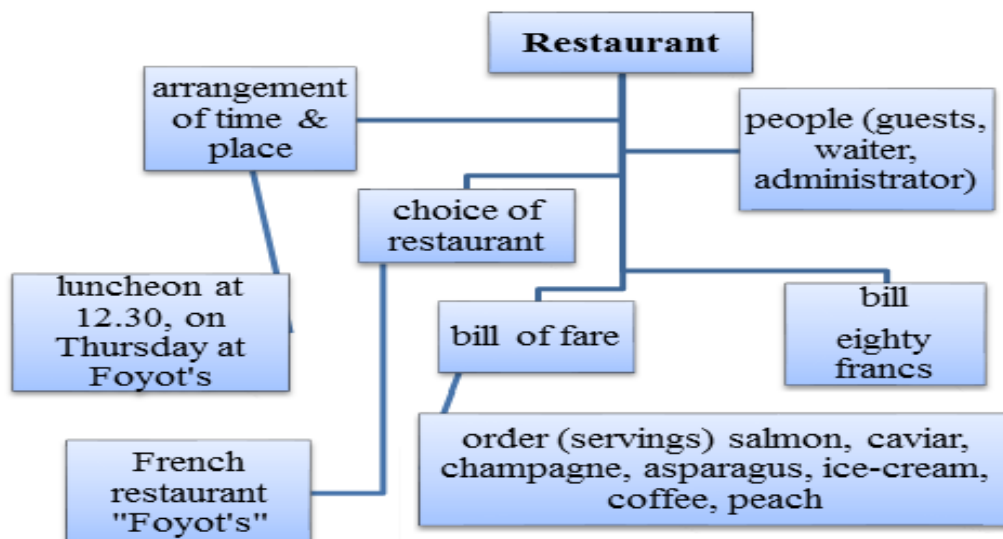 Restaurant
arrangement
of time & 
place
people (guests,
waiter,
administrator)
choice of
restaurant
luncheon at
12.30, on
Thursday at
Foyot's
bill of fare
bill
eighty
francs
French
restaurant
"Foyot's"
order (servings) salmon, caviar,
champagne, asparagus, ice-cream,
coffee, peach